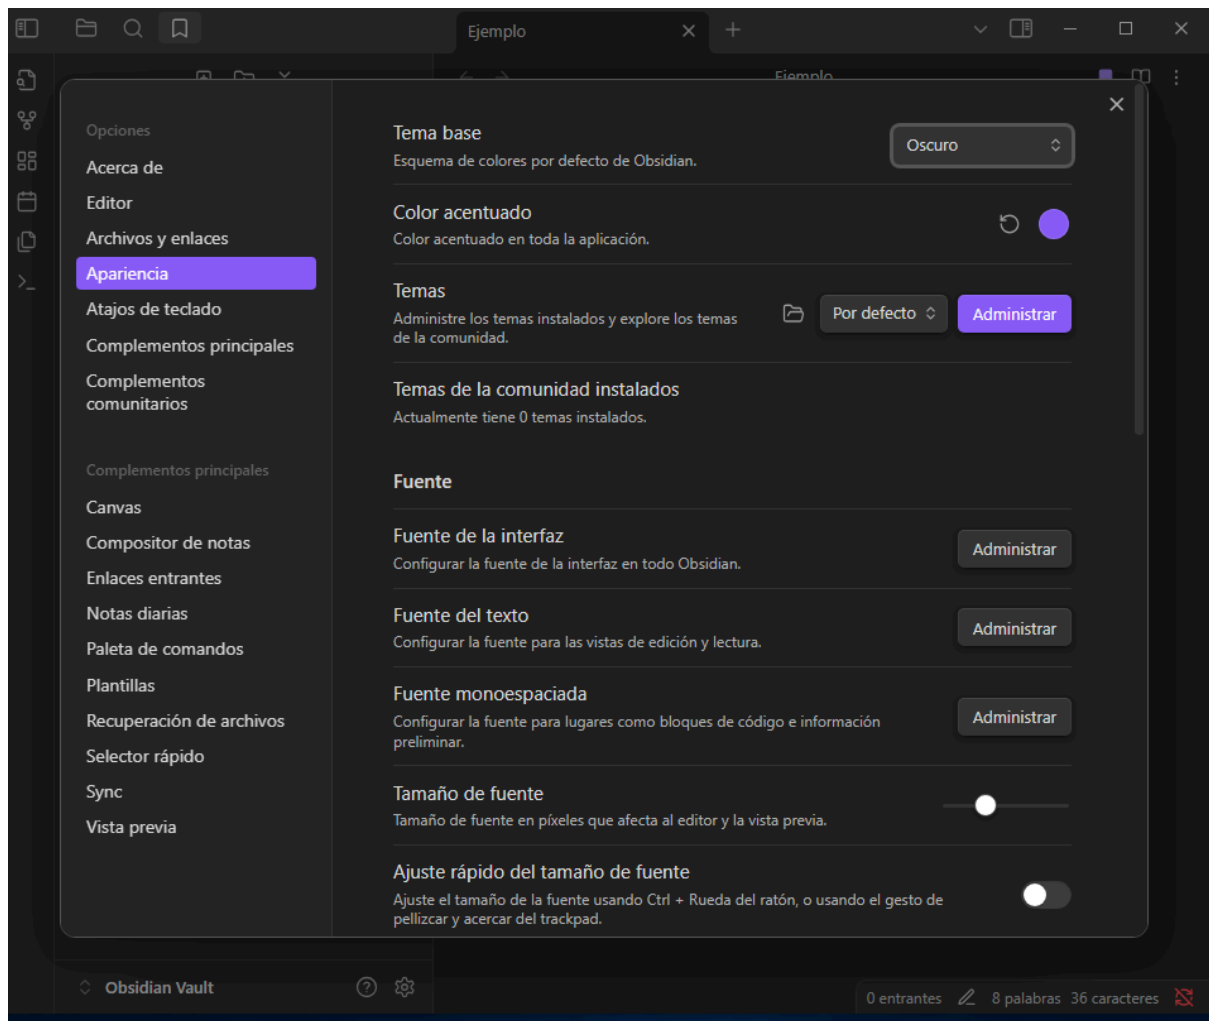 Ejemplo
Ejemplo
Opciones
Acerca de
Editor
Archivos y enlaces
Apariencia
Atajos de teclado
Complementos principales
Complementos
comunitarios
Complementos principales
Canvas
Compositor de notas
Enlaces entrantes
Notas diarias
Paleta de comandos
Plantillas
Recuperación de archivos
Selector rápido
Sync
Vista previa
Tema base
Esquema de colores por defecto de Obsidian.
Oscuro
Color acentuado
Color acentuado en toda la aplicación.
Temas
Administre los temas instalados y explore los temas
de la comunidad.
Por defecto
Administrar
Temas de la comunidad instalados
Actualmente tiene 0 temas instalados.
Fuente
Fuente de la interfaz
Configurar la fuente de la interfaz en todo Obsidian.
Administrar
Fuente del texto
Configurar la fuente para las vistas de edición y lectura.
Administrar
Fuente monoespaciada
Configurar la fuente para lugares como bloques de código e información
preliminar.
Administrar
Tamaño de fuente
Tamaño de fuente en píxeles que afecta al editor y la vista previa.
Ajuste rápido del tamaño de fuente
Ajuste el tamaño de la fuente usando Ctrl + Rueda del ratón, o usando el gesto de
pellizcar y acercar del trackpad.
Obsidian Vault
0 entrantes
8 palabras
36 caracteres